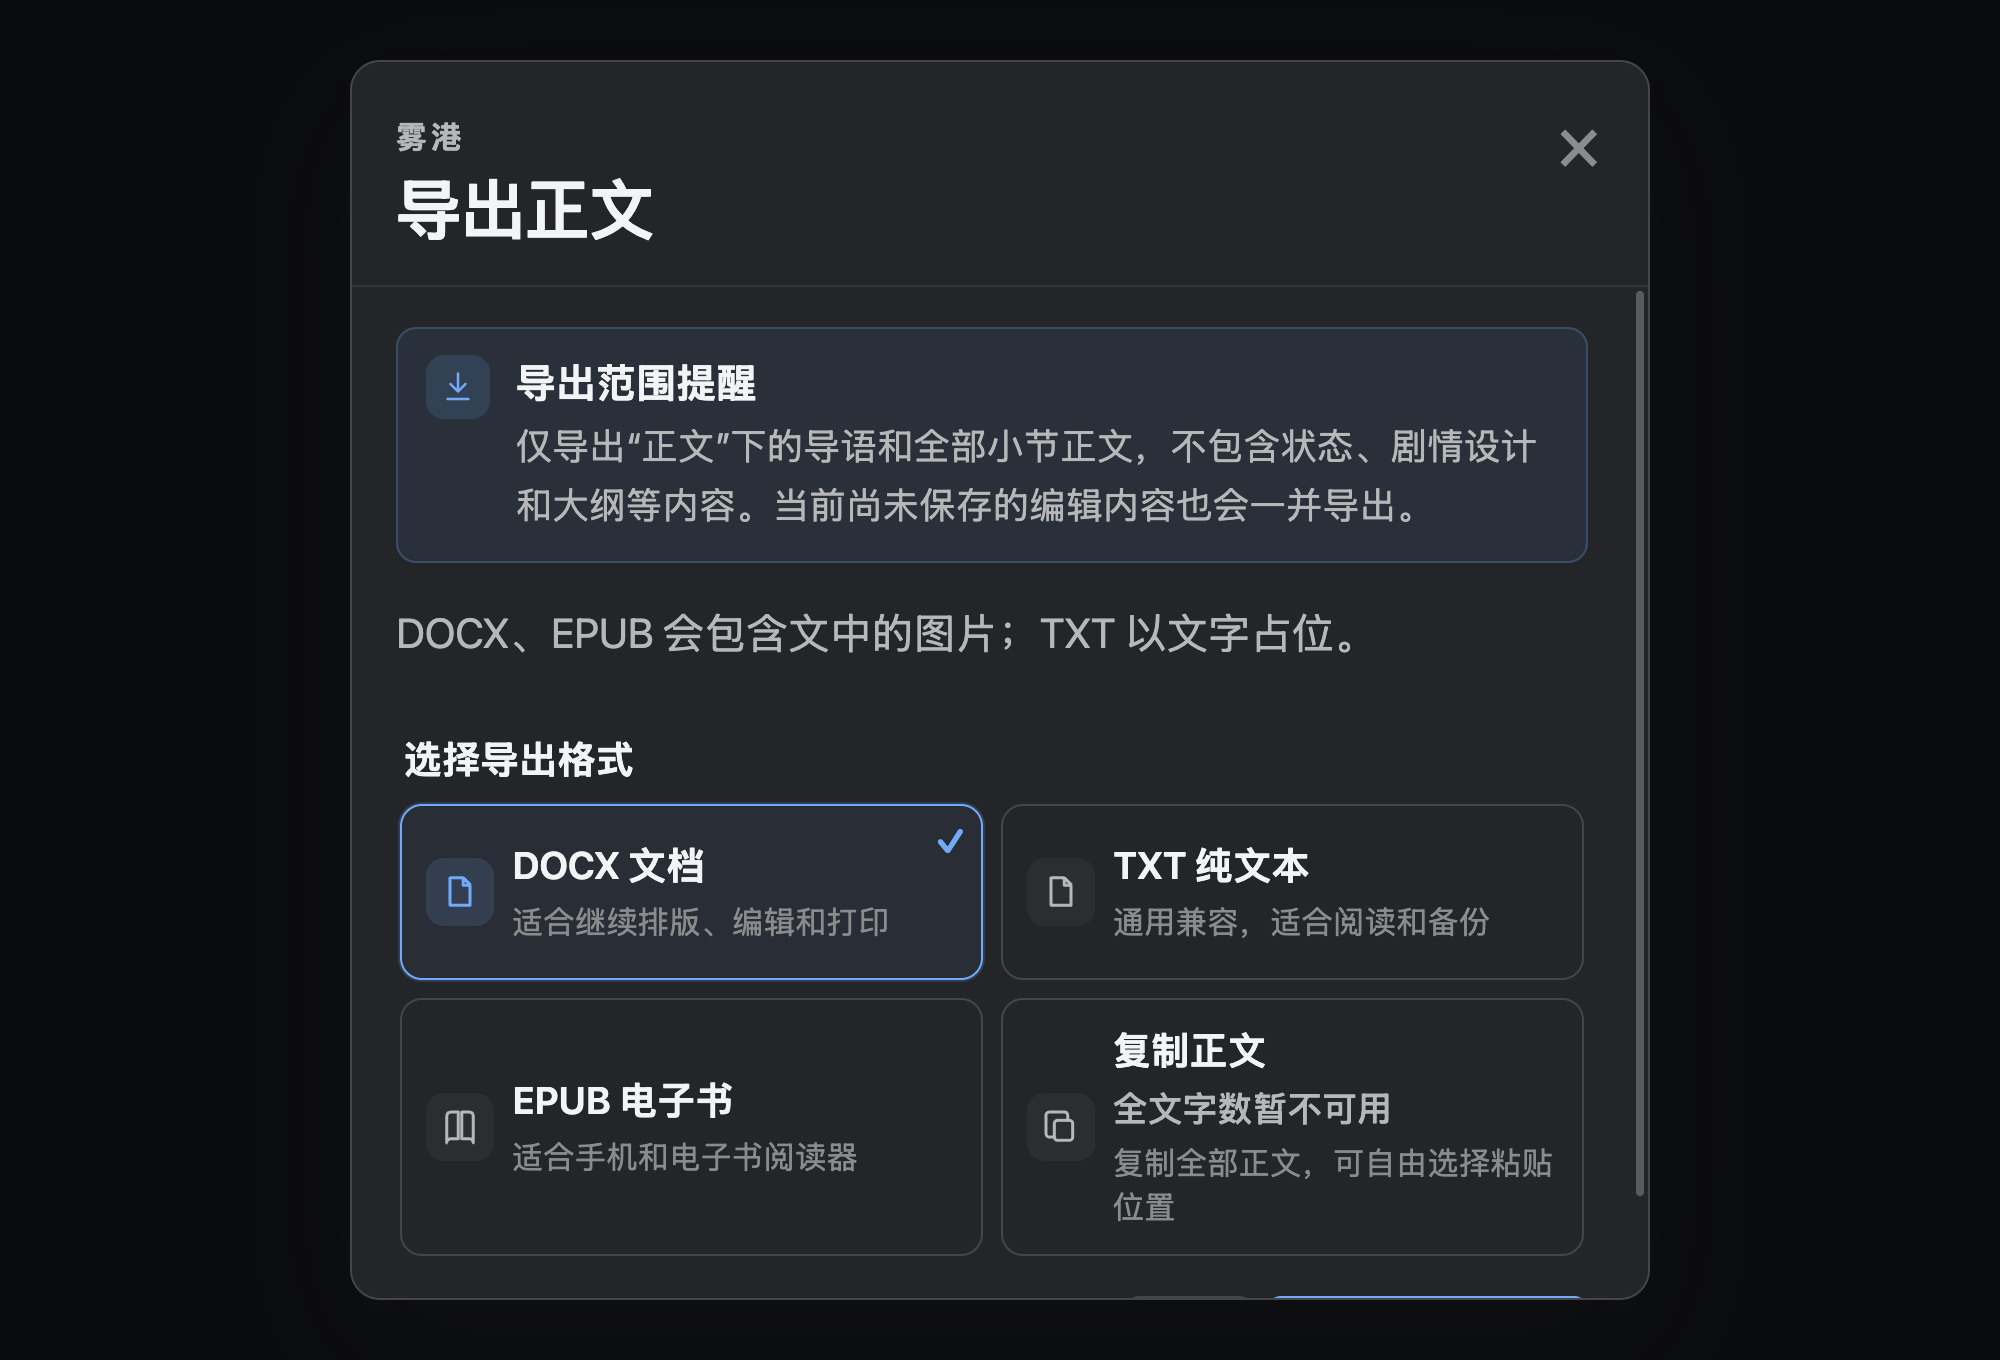 雾港
导出正文
导出范围提醒
仅导出“正文”下的导语和全部小节正文，不包含状态、剧情设计
和大纲等内容。当前尚未保存的编辑内容也会一并导出。
DOCX、EPUB 会包含文中的图片；TXT 以文字占位。
选择导出格式
DOCX 文档
适合继续排版、编辑和打印
TXT 纯文本
通用兼容，适合阅读和备份
EPUB 电子书
适合手机和电子书阅读器
复制正文
全文字数暂不可用
复制全部正文，可自由选择粘贴
位置